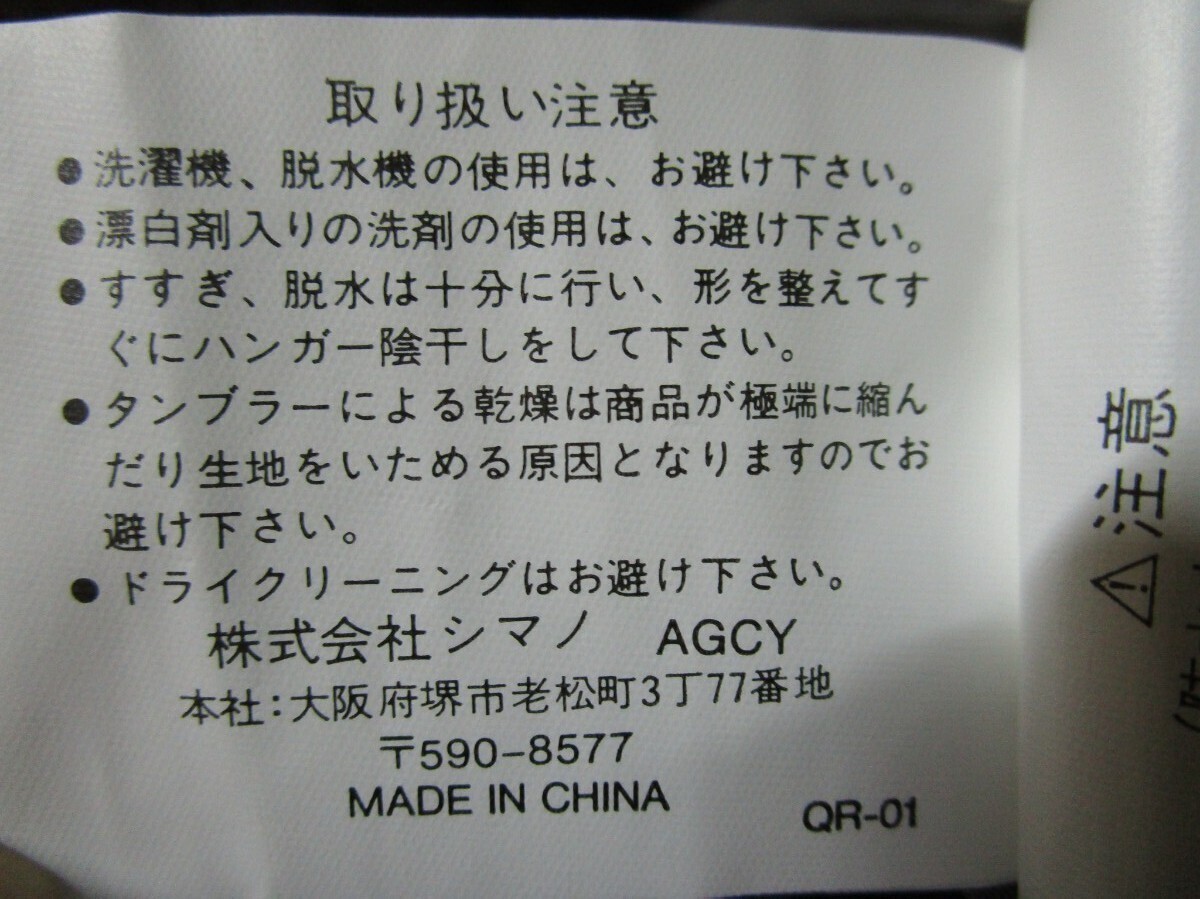 取り扱い注意
●洗濯機、脱水機の使用は、お避け下さい。
●漂白剤入りの洗剤の使用は、お避け下さい。
●すすぎ、脱水は十分に行い、形を整えてす
ぐにハンガー陰干しをして下さい。
●タンブラーによる乾燥は商品が極端に縮ん
だり生地をいためる原因となりますのでお
避け下さい。
●ドライクリーニングはお避け下さい。
株式会社シマノ AGCY
本社:大阪府堺市老松町3丁77番地
〒590-8577
MADE IN CHINA
QR-01
⚠注意